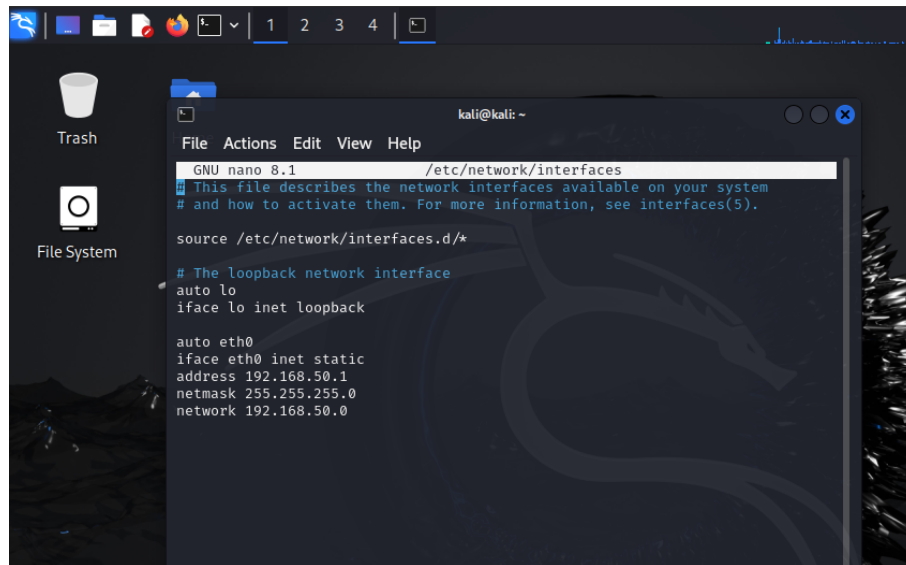 1 2 3 4
Trash
File System
kali@kali: ~
File Actions Edit View Help
GNU nano 8.1 /etc/network/interfaces
# This file describes the network interfaces available on your system
# and how to activate them. For more information, see interfaces(5).
source /etc/network/interfaces.d/*
# The loopback network interface
auto lo
iface lo inet loopback
auto eth0
iface eth0 inet static
address 192.168.50.1
netmask 255.255.255.0
network 192.168.50.0